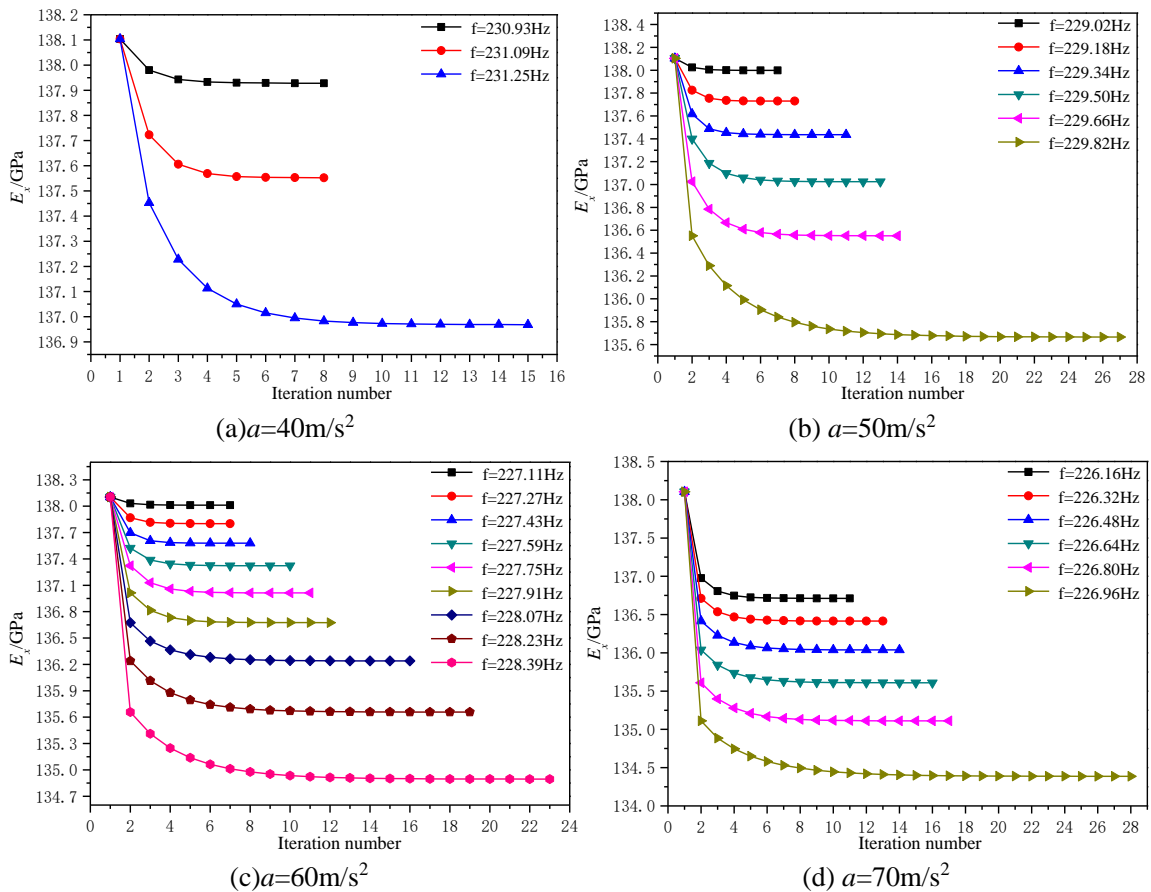 138.2
138.1
138.0
137.9
137.8
137.7
137.6
137.5
137.4
137.3
137.2
137.1
137.0
136.9
E_x/GPa
f=230.93Hz
f=231.09Hz
f=231.25Hz
0 1 2 3 4 5 6 7 8 9 10 11 12 13 14 15 16
Iteration number
(a)a=40m/s²
138.4
138.2
138.0
137.8
137.6
137.4
137.2
137.0
136.8
136.6
136.4
136.2
136.0
135.8
135.6
E_x/GPa
f=229.02Hz
f=229.18Hz
f=229.34Hz
f=229.50Hz
f=229.66Hz
f=229.82Hz
0 2 4 6 8 10 12 14 16 18 20 22 24 26 28
Iteration number
(b) a=50m/s²
138.3
138.0
137.7
137.4
137.1
136.8
136.5
136.2
135.9
135.6
135.3
135.0
134.7
E_x/GPa
f=227.11Hz
f=227.27Hz
f=227.43Hz
f=227.59Hz
f=227.75Hz
f=227.91Hz
f=228.07Hz
f=228.23Hz
f=228.39Hz
0 2 4 6 8 10 12 14 16 18 20 22 24
Iteration number
(c)a=60m/s²
138.5
138.0
137.5
137.0
136.5
136.0
135.5
135.0
134.5
134.0
E_x/GPa
f=226.16Hz
f=226.32Hz
f=226.48Hz
f=226.64Hz
f=226.80Hz
f=226.96Hz
0 2 4 6 8 10 12 14 16 18 20 22 24 26 28
Iteration number
(d) a=70m/s²